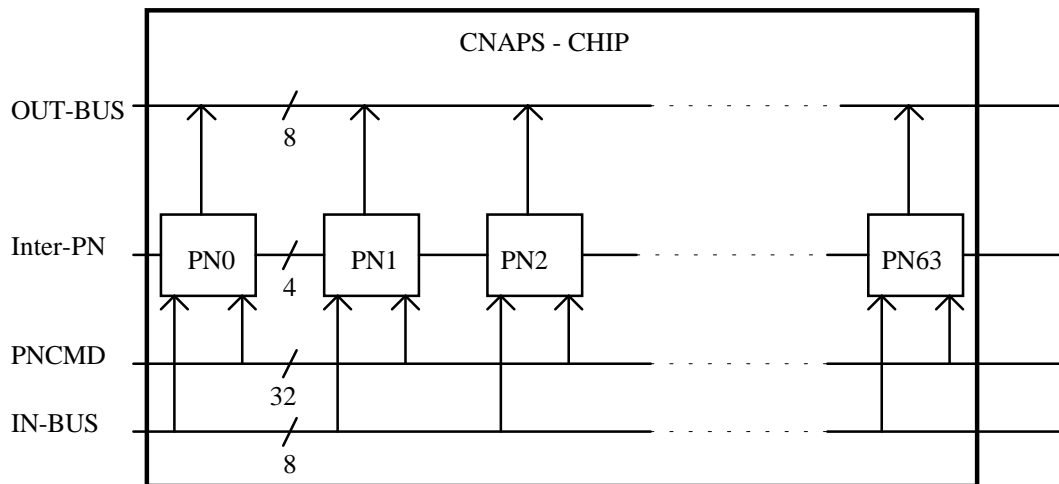 CNAPS - CHIP
OUT-BUS
8
Inter-PN
PN0
PN1
PN2
PN63
4
PNCMD
32
IN-BUS
8